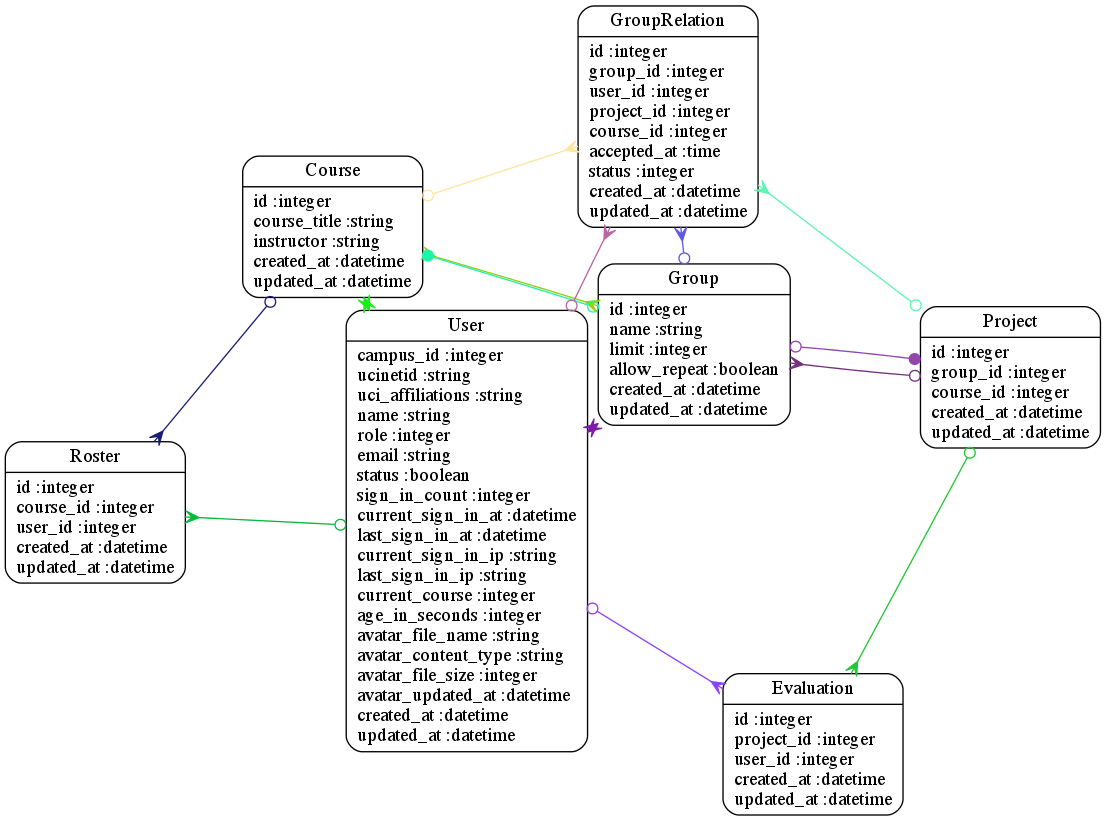 GroupRelation
id :integer
group_id :integer
user_id :integer
project_id :integer
course_id :integer
accepted_at :time
status :integer
created_at :datetime
updated_at :datetime
Course
id :integer
course_title :string
instructor :string
created_at :datetime
updated_at :datetime
Group
id :integer
name :string
limit :integer
allow_repeat :boolean
created_at :datetime
updated_at :datetime
Project
id :integer
group_id :integer
course_id :integer
created_at :datetime
updated_at :datetime
User
campus_id :integer
ucinetid :string
uci_affiliations :string
name :string
role :integer
email :string
status :boolean
sign_in_count :integer
current_sign_in_at :datetime
last_sign_in_at :datetime
current_sign_in_ip :string
last_sign_in_ip :string
current_course :integer
age_in_seconds :integer
avatar_file_name :string
avatar_content_type :string
avatar_file_size :integer
avatar_updated_at :datetime
created_at :datetime
updated_at :datetime
Roster
id :integer
course_id :integer
user_id :integer
created_at :datetime
updated_at :datetime
Evaluation
id :integer
project_id :integer
user_id :integer
created_at :datetime
updated_at :datetime